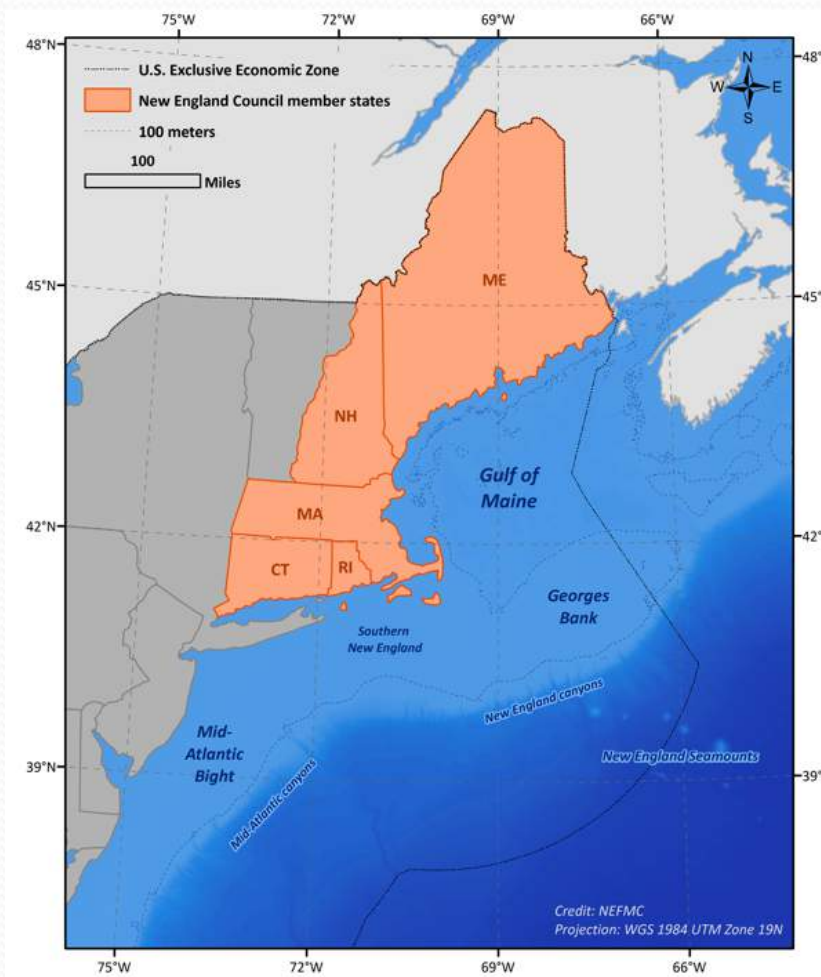 75°W 72°W 69°W 66°W
48°N
48°N
U.S. Exclusive Economic Zone
New England Council member states
100 meters
100
Miles
N
W E
S
45°N
45°N
ME
NH
Gulf of
Maine
MA
42°N
42°N
CT
RI
Georges
Bank
Southern
New England
New England canyons
Mid-
Atlantic
Bight
New England Seamounts
39°N
39°N
Mid-Atlantic canyons
Credit: NEFMC
Projection: WGS 1984 UTM Zone 19N
75°W 72°W 69°W 66°W